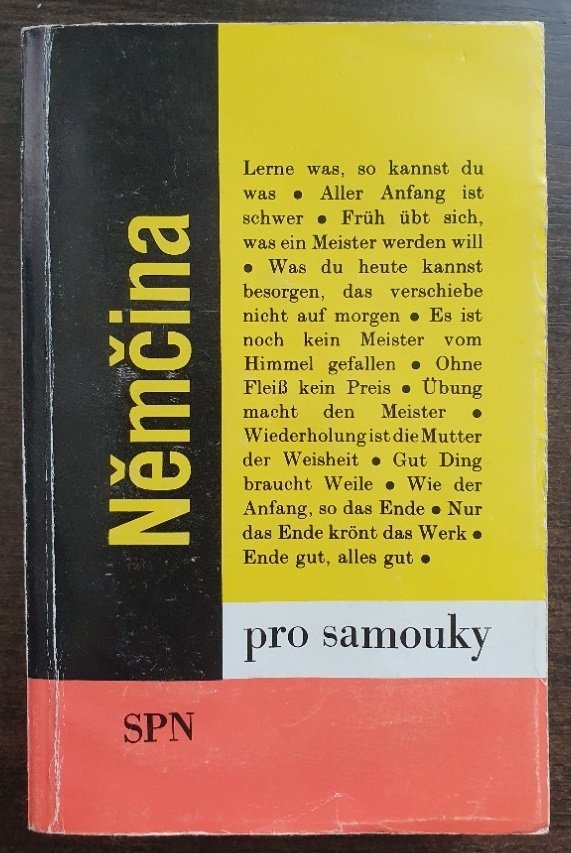 Němčina
Lerne was, so kannst du
was • Aller Anfang ist
schwer • Früh übt sich,
was ein Meister werden will
• Was du heute kannst
besorgen, das verschiebe
nicht auf morgen • Es ist
noch kein Meister vom
Himmel gefallen • Ohne
Fleiß kein Preis • Übung
macht den Meister •
Wiederholung ist die Mutter
der Weisheit • Gut Ding
braucht Weile • Wie der
Anfang, so das Ende • Nur
das Ende krönt das Werk •
Ende gut, alles gut •
pro samouky
SPN